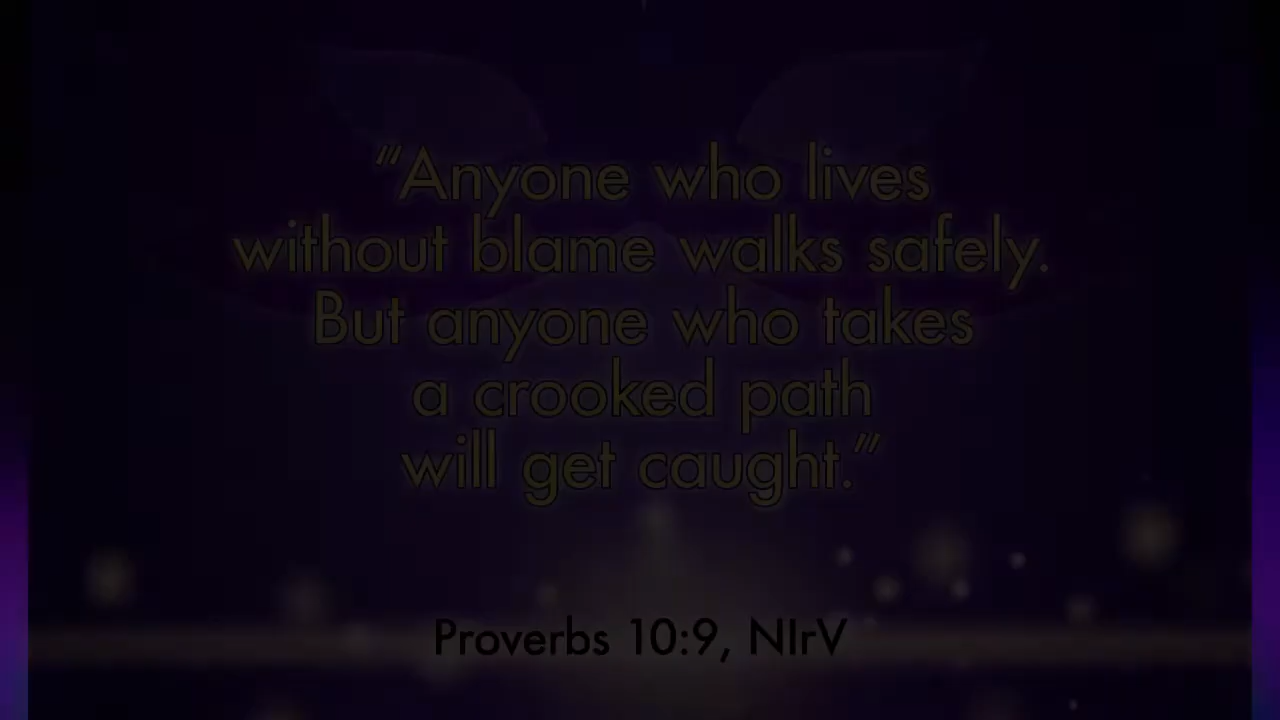 “Anyone who lives
without blame walks safely.
But anyone who takes
a crooked path
will get caught.”
Proverbs 10:9, NIrV